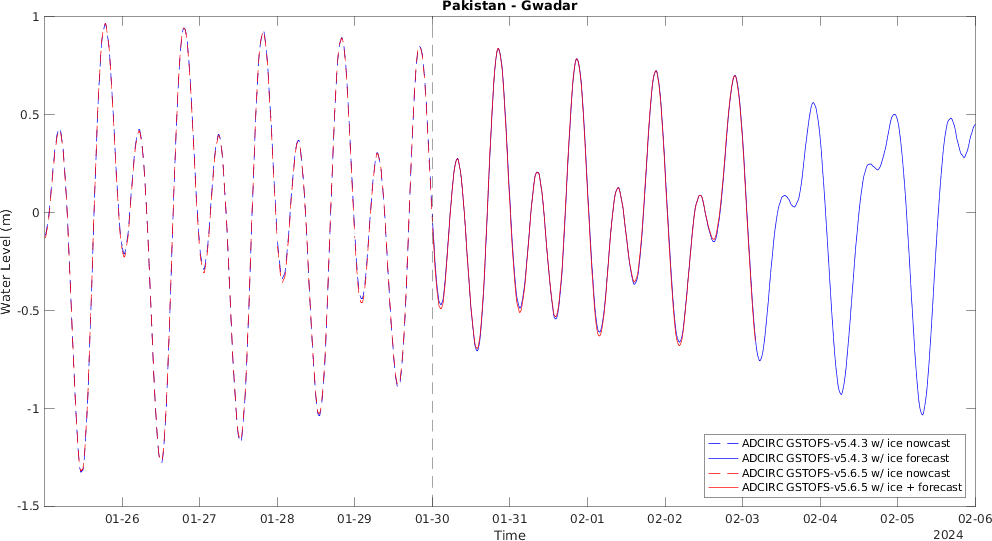 Pakistan - Gwadar
Water Level (m)
1
0.5
0
-0.5
-1
-1.5
01-26
01-27
01-28
01-29
01-30
01-31
02-01
02-02
02-03
02-04
02-05
02-06
Time
2024
ADCIRC GSTOFS-v5.4.3 w/ ice nowcast
ADCIRC GSTOFS-v5.4.3 w/ ice forecast
ADCIRC GSTOFS-v5.6.5 w/ ice nowcast
ADCIRC GSTOFS-v5.6.5 w/ ice + forecast